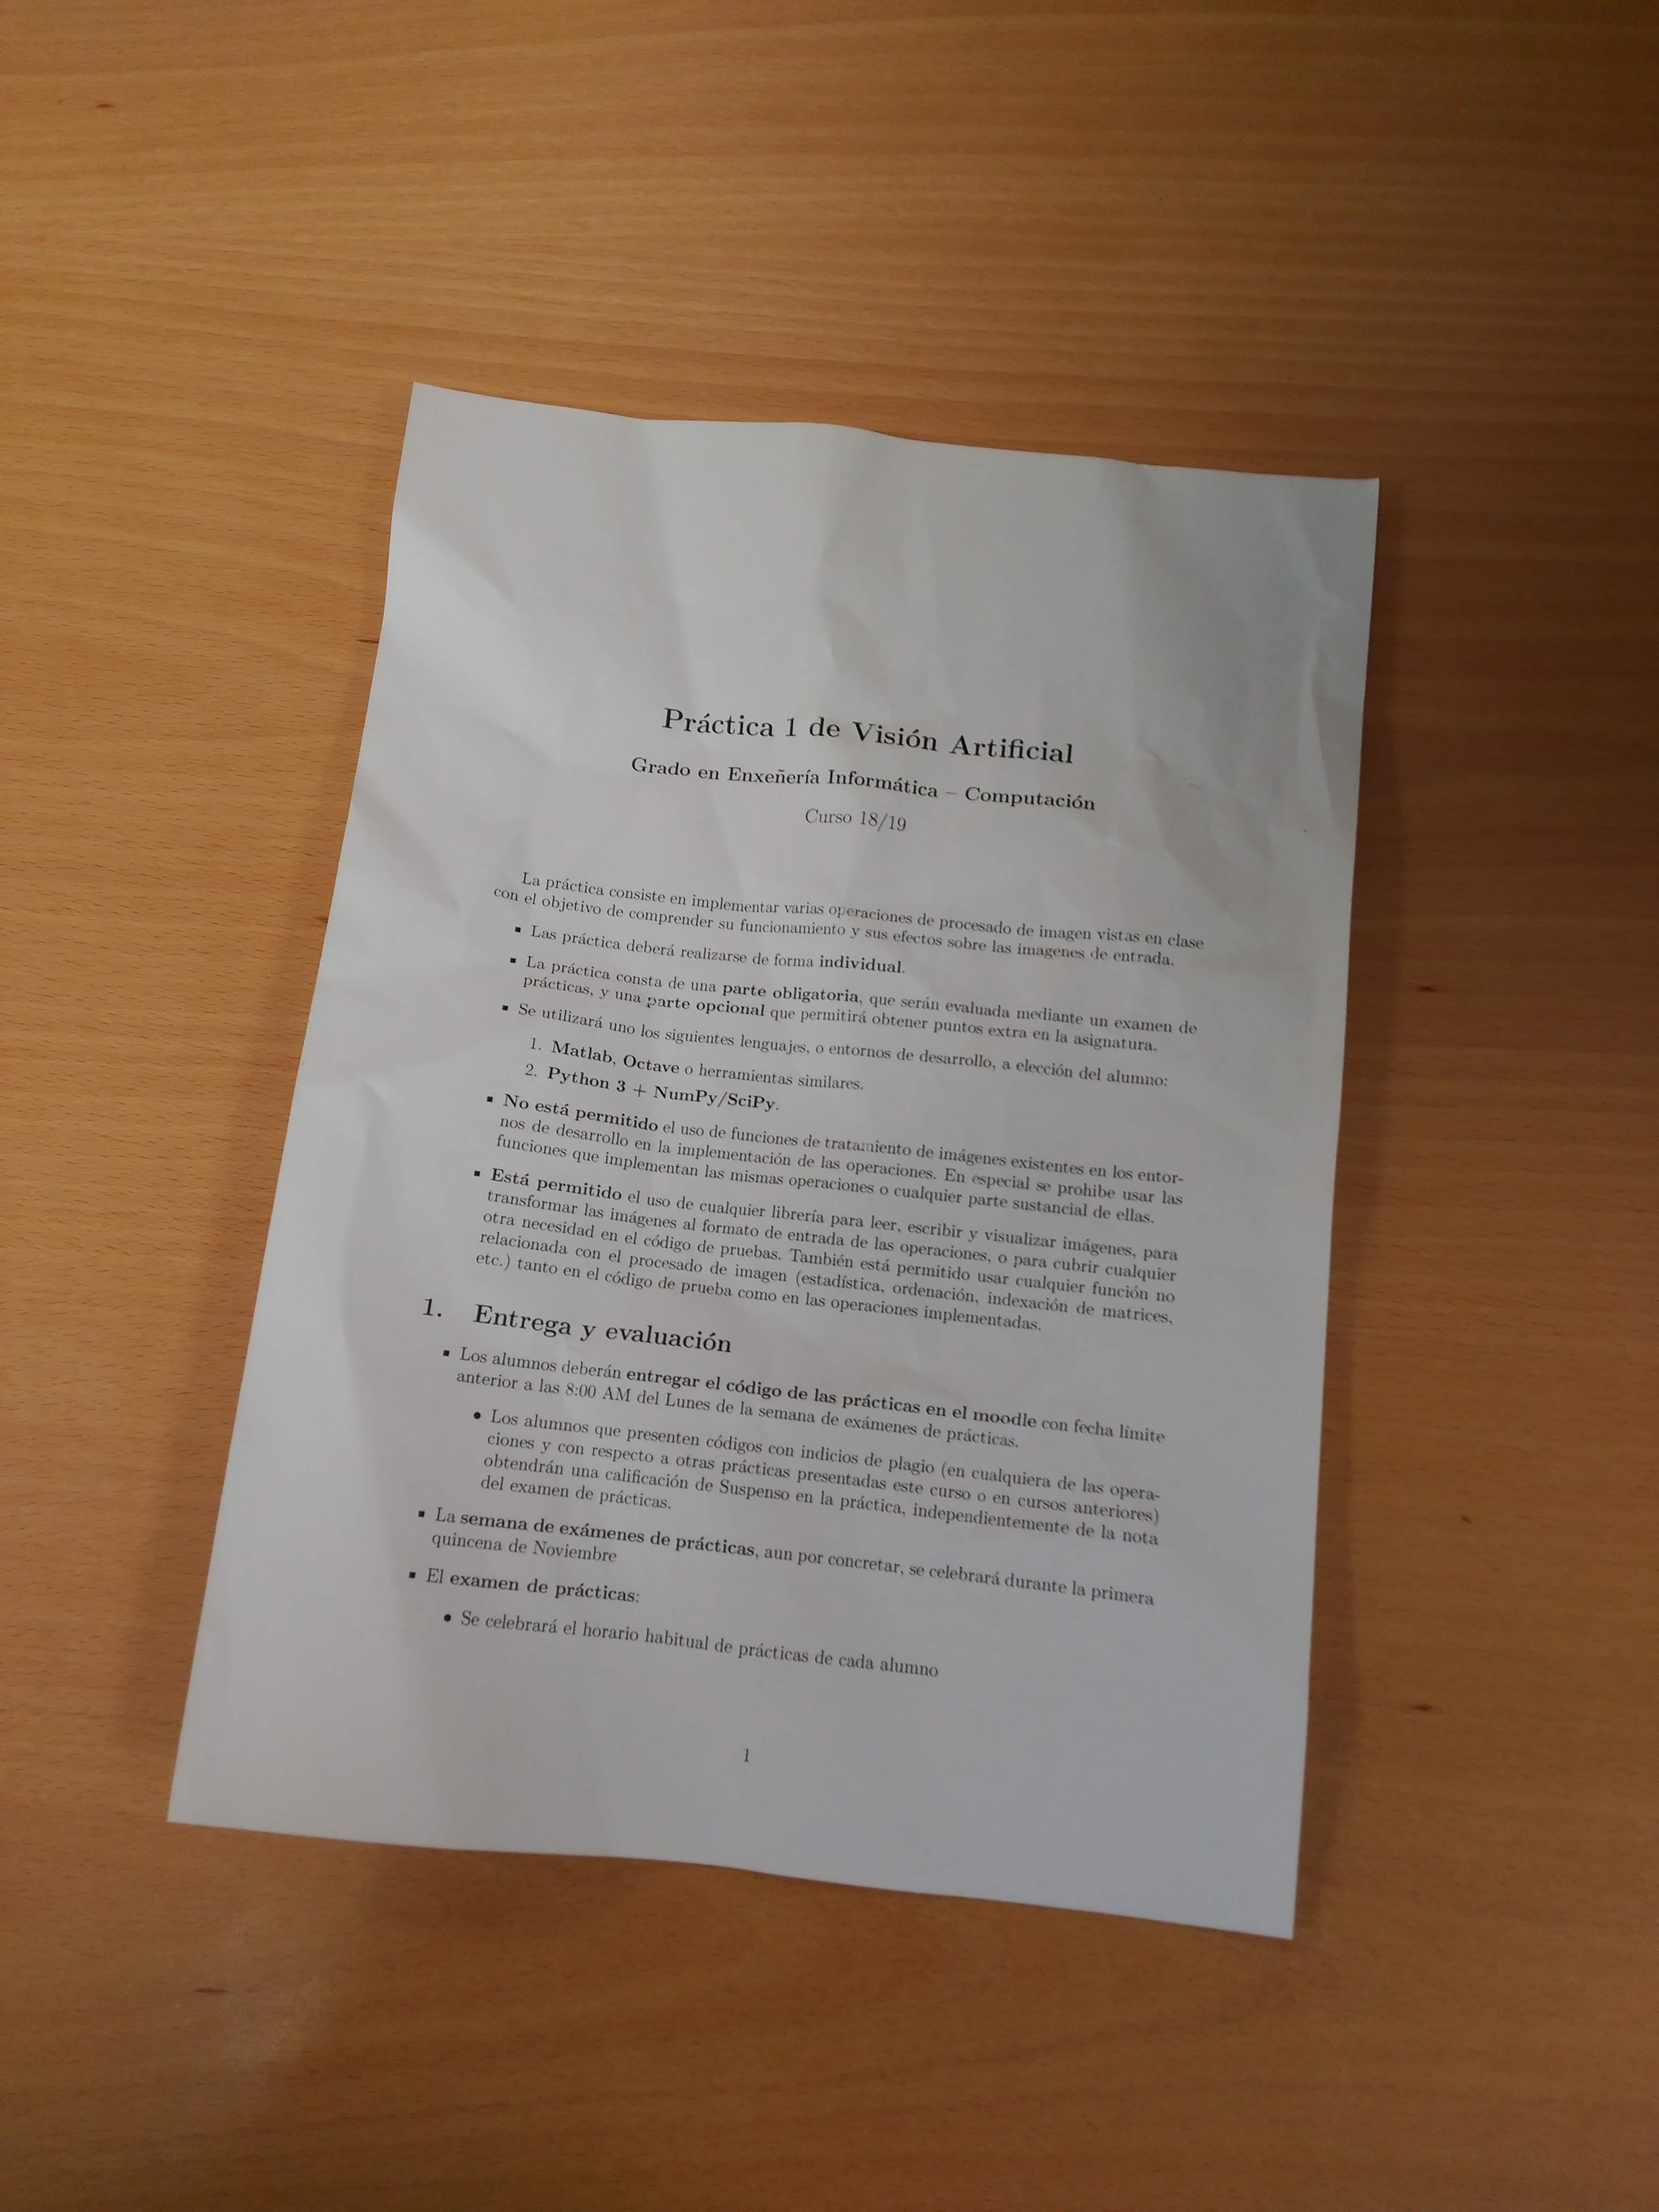 Práctica 1 de Visión Artificial
Grado en Enxeñería Informática – Computación
Curso 18/19
La práctica consiste en implementar varias operaciones de procesado de imagen vistas en clase
con el objetivo de comprender su funcionamiento y sus efectos sobre las imagenes de entrada.
▪ Las práctica deberá realizarse de forma individual.
▪ La práctica consta de una parte obligatoria, que serán evaluada mediante un examen de
prácticas, y una parte opcional que permitirá obtener puntos extra en la asignatura.
▪ Se utilizará uno los siguientes lenguajes, o entornos de desarrollo, a elección del alumno:
1. Matlab, Octave o herramientas similares.
2. Python 3 + NumPy/SciPy.
▪ No está permitido el uso de funciones de tratamiento de imágenes existentes en los entor-
nos de desarrollo en la implementación de las operaciones. En especial se prohibe usar las
funciones que implementan las mismas operaciones o cualquier parte sustancial de ellas.
▪ Está permitido el uso de cualquier librería para leer, escribir y visualizar imágenes, para
transformar las imágenes al formato de entrada de las operaciones, o para cubrir cualquier
otra necesidad en el código de pruebas. También está permitido usar cualquier función no
relacionada con el procesado de imagen (estadística, ordenación, indexación de matrices,
etc.) tanto en el código de prueba como en las operaciones implementadas.
1. Entrega y evaluación
▪ Los alumnos deberán entregar el código de las prácticas en el moodle con fecha límite
anterior a las 8:00 AM del Lunes de la semana de exámenes de prácticas.
• Los alumnos que presenten códigos con indicios de plagio (en cualquiera de las opera-
ciones y con respecto a otras prácticas presentadas este curso o en cursos anteriores)
obtendrán una calificación de Suspenso en la práctica, independientemente de la nota
del examen de prácticas.
▪ La semana de exámenes de prácticas, aun por concretar, se celebrará durante la primera
quincena de Noviembre
▪ El examen de prácticas:
• Se celebrará el horario habitual de prácticas de cada alumno
1